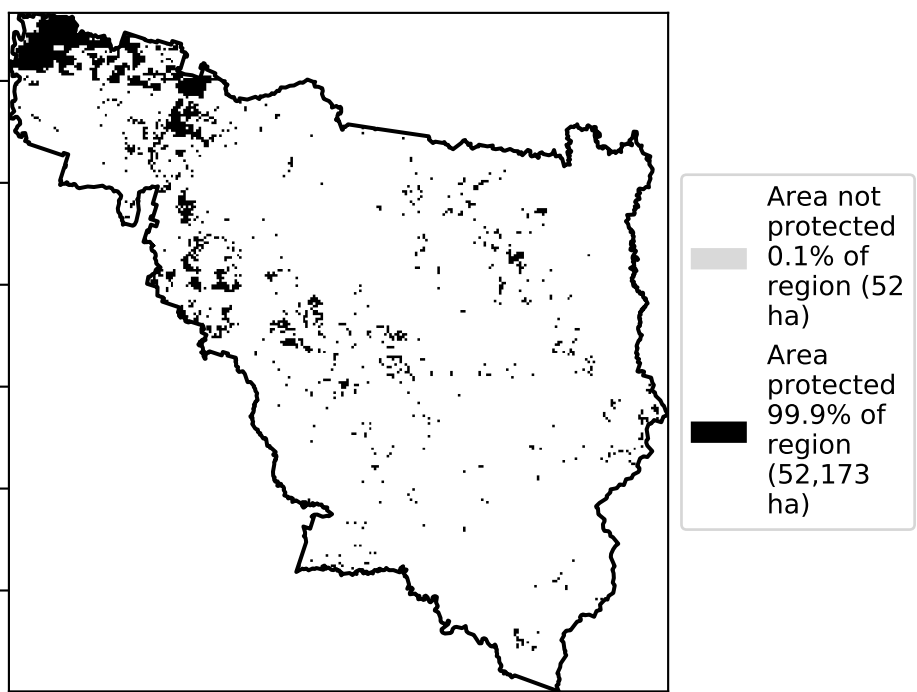 Area not
protected
0.1% of
region (52
ha)
Area
protected
99.9% of
region
(52,173
ha)